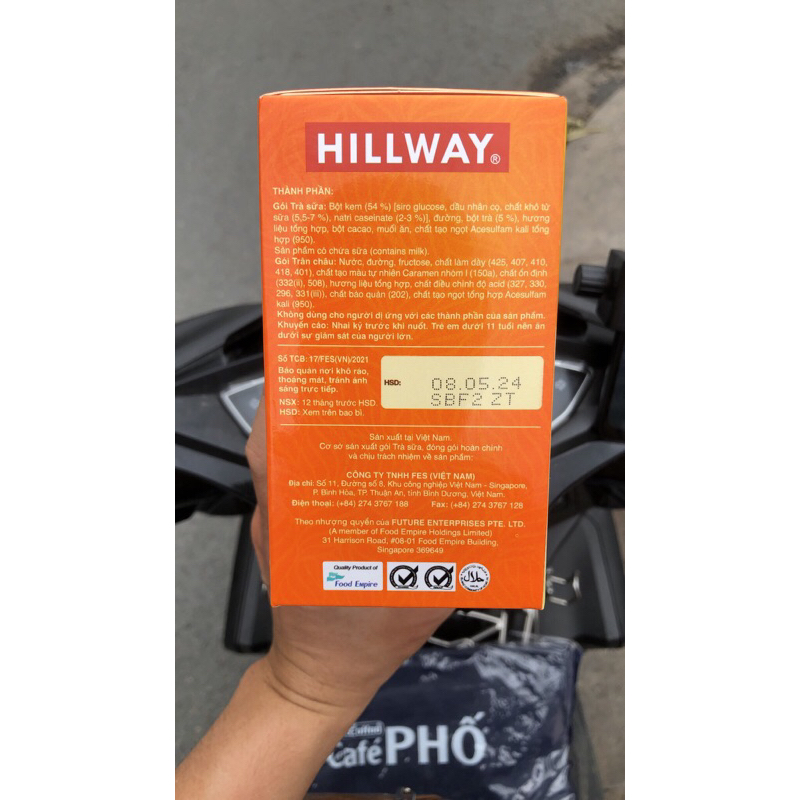 HILLWAY®
THÀNH PHẦN:
Gói Trà sữa: Bột kem (54 %) [siro glucose, dầu nhân cọ, chất khô từ
sữa (5,5-7 %), natri caseinate (2-3 %)], đường, bột trà (5 %), hương
liệu tổng hợp, bột cacao, muối ăn, chất tạo ngọt Acesulfam kali tổng
hợp (950).
Sản phẩm có chứa sữa (contains milk).
Gói Trân châu: Nước, đường, fructose, chất làm dày (425, 407, 410,
418, 401), chất tạo màu tự nhiên Caramen nhóm I (150a), chất ổn định
(332(ii), 508), hương liệu tổng hợp, chất điều chỉnh độ acid (327, 330,
296, 331(iii)), chất bảo quản (202), chất tạo ngọt tổng hợp Acesulfam
kali (950).
Không dùng cho người dị ứng với các thành phần của sản phẩm.
Khuyến cáo: Nhai kỹ trước khi nuốt. Trẻ em dưới 11 tuổi nên ăn
dưới sự giám sát của người lớn.
Số TCB: 17/FES(VN)/2021
Bảo quản nơi khô ráo,
thoáng mát, tránh ánh
sáng trực tiếp.
NSX: 12 tháng trước HSD.
HSD: Xem trên bao bì.
HSD: 08.05.24
SBF2 ZT
Sản xuất tại Việt Nam.
Cơ sở sản xuất gói Trà sữa, đóng gói hoàn chỉnh
và chịu trách nhiệm về sản phẩm:
CÔNG TY TNHH FES (VIỆT NAM)
Địa chỉ: Số 11, Đường số 8, Khu công nghiệp Việt Nam - Singapore,
P. Bình Hòa, TP. Thuận An, tỉnh Bình Dương, Việt Nam.
Điện thoại: (+84) 274 3767 188 Fax: (+84) 274 3767 128
Theo nhượng quyền của FUTURE ENTERPRISES PTE. LTD.
(A member of Food Empire Holdings Limited)
31 Harrison Road, #08-01 Food Empire Building,
Singapore 369649
Quality Product of
Food Empire
حلال
Café PHỐ